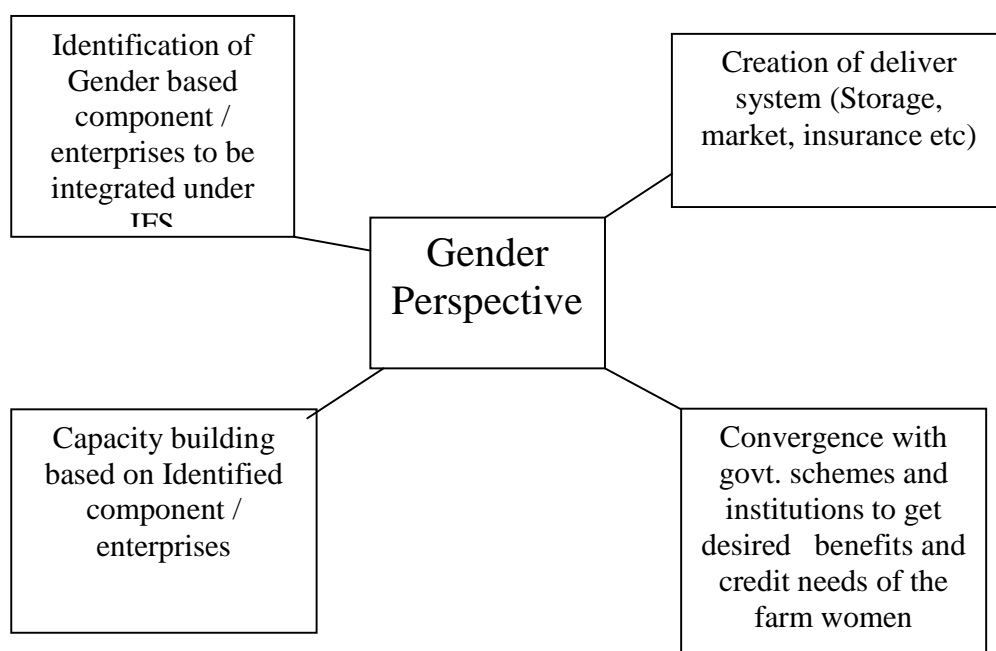 Identification of
Gender based
component /
enterprises to be
integrated under
IFS
Creation of deliver
system (Storage,
market, insurance etc)
Gender
Perspective
Capacity building
based on Identified
component /
enterprises
Convergence with
govt. schemes and
institutions to get
desired benefits and
credit needs of the
farm women